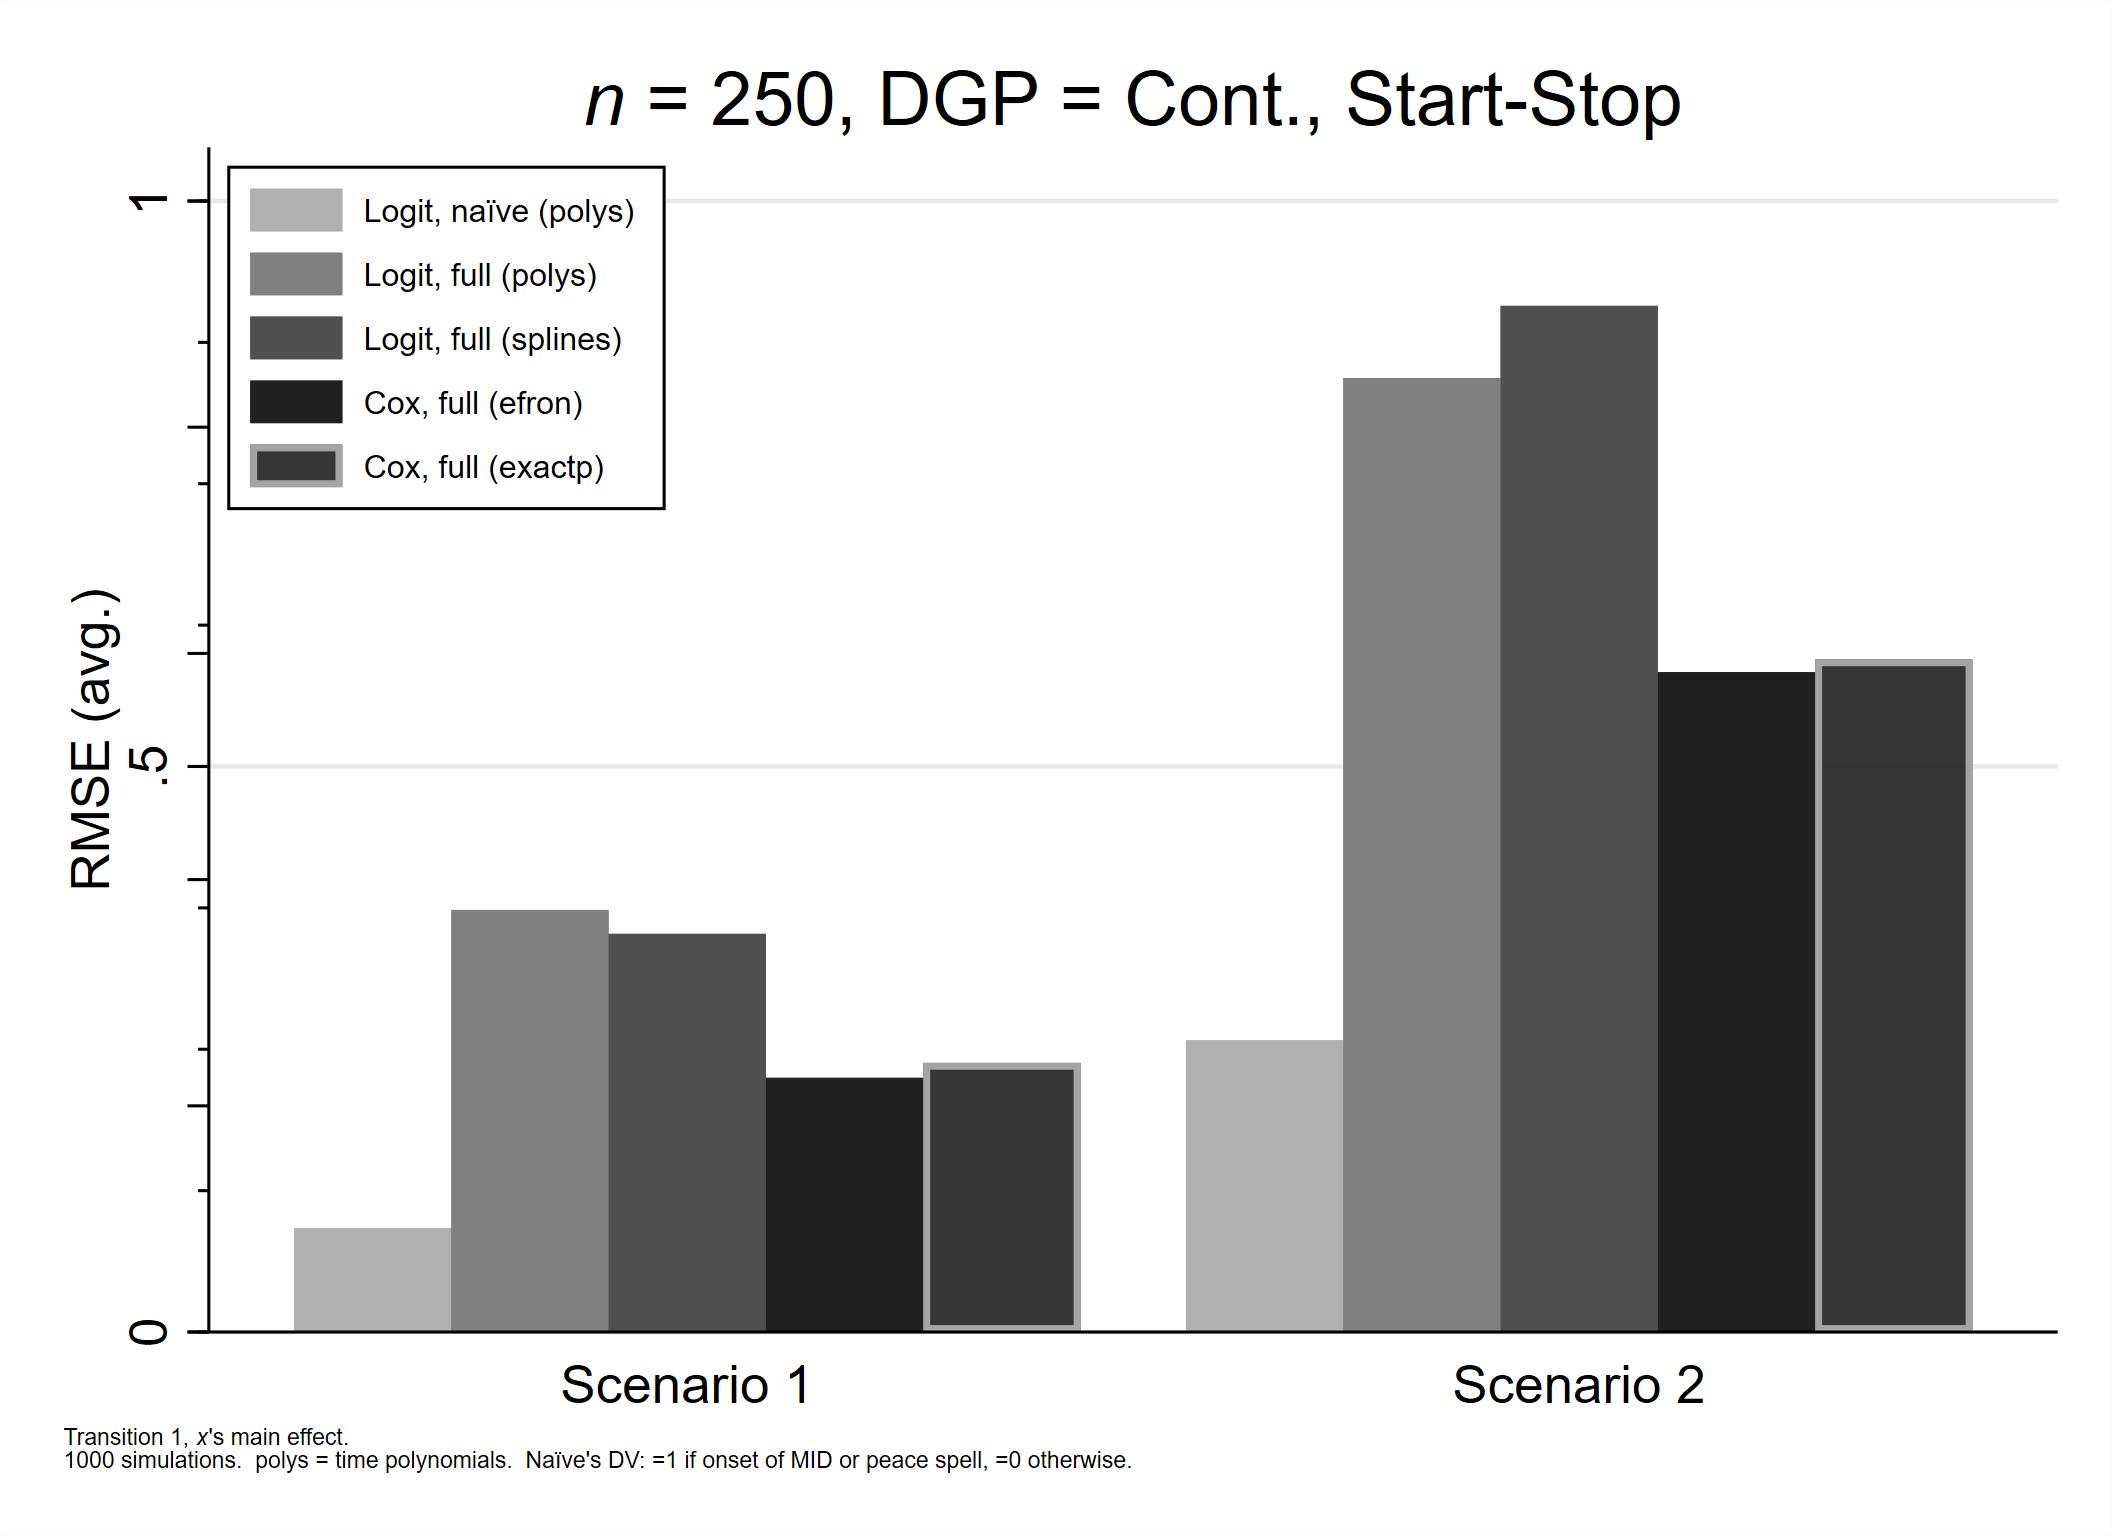 n = 250, DGP = Cont., Start-Stop
Logit, naïve (polys)
Logit, full (polys)
Logit, full (splines)
Cox, full (efron)
Cox, full (exactp)
RMSE (avg.)
1
.5
0
Scenario 1
Scenario 2
Transition 1, x's main effect.
1000 simulations.  polys = time polynomials.  Naïve's DV: =1 if onset of MID or peace spell, =0 otherwise.